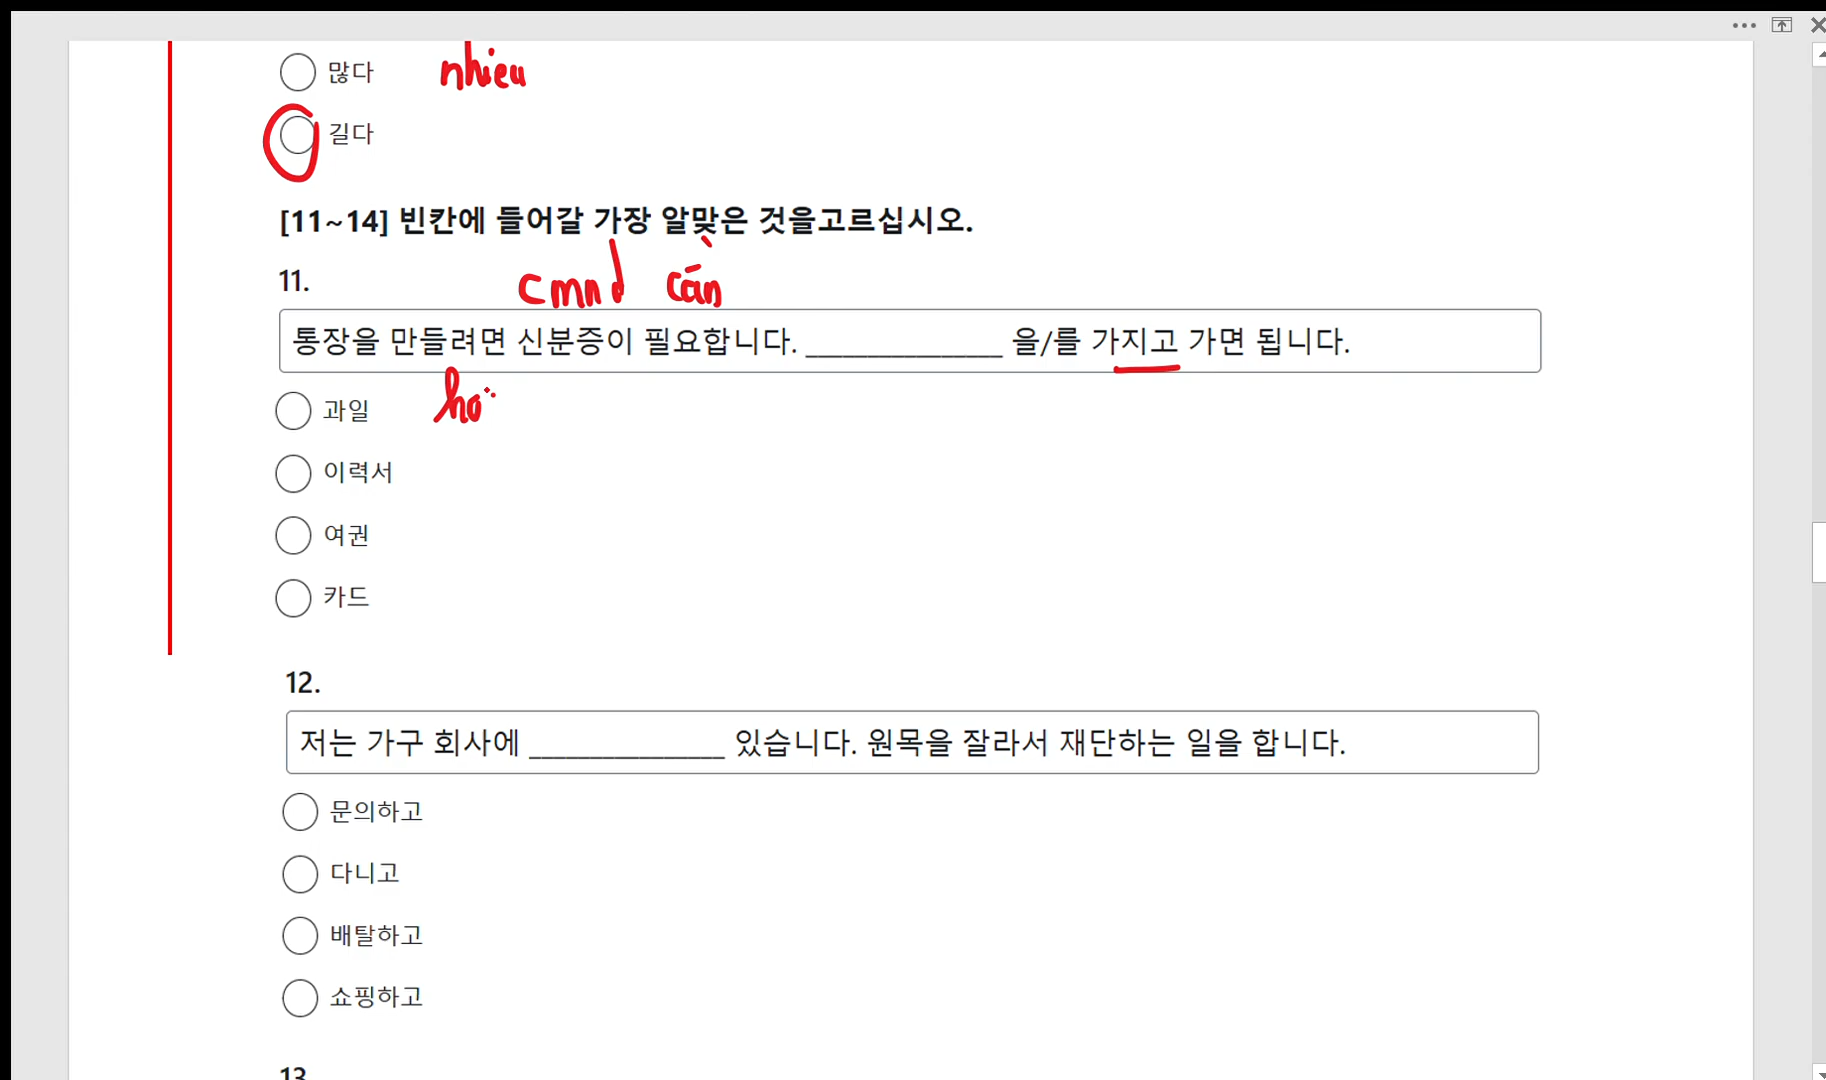 많다 nhieu
길다
[11~14] 빈칸에 들어갈 가장 알맞은 것을고르십시오.
11.
cmnd cần
통장을 만들려면 신분증이 필요합니다. ______________ 을/를 가지고 가면 됩니다.
과일
이력서
여권
카드
12.
저는 가구 회사에 ______________ 있습니다. 원목을 잘라서 재단하는 일을 합니다.
문의하고
다니고
배탈하고
쇼핑하고
13